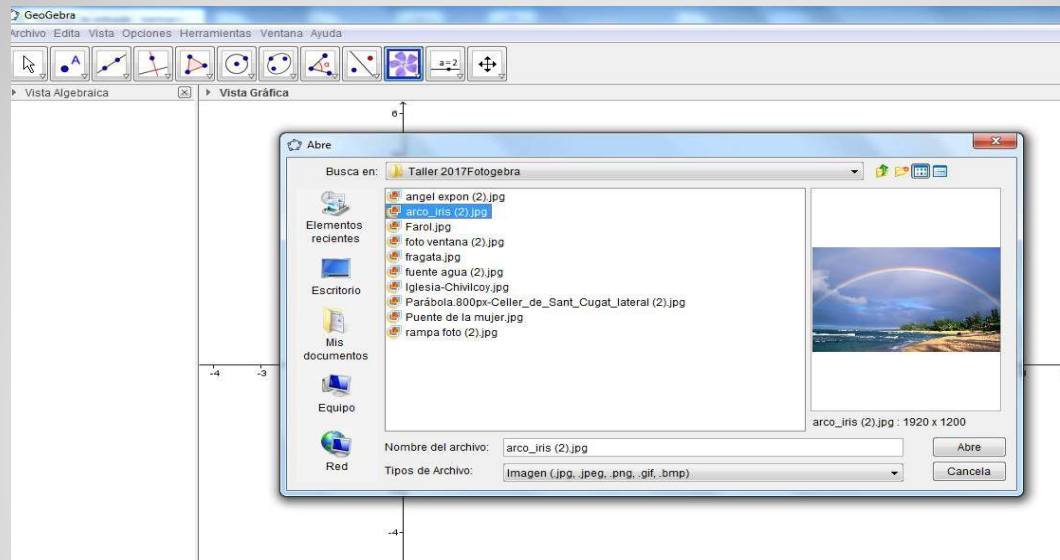 GeoGebra
Archivo Edita Vista Opciones Herramientas Ventana Ayuda
A
α
a=2
Vista Algebraica
Vista Gráfica
6
Abre
Busca en: Taller 2017Fotogebra
Elementos recientes
Escritorio
Mis documentos
Equipo
Red
angel expon (2).jpg
arco_iris (2).jpg
Farol.jpg
foto ventana (2).jpg
fragata.jpg
fuente agua (2).jpg
Iglesia-Chivilcoy.jpg
Parábola.800px-Celler_de_Sant_Cugat_lateral (2).jpg
Puente de la mujer.jpg
rampa foto (2).jpg
arco_iris (2).jpg : 1920 x 1200
Nombre del archivo: arco_iris (2).jpg
Abre
Tipos de Archivo: Imagen (.jpg, .jpeg, .png, .gif, .bmp)
Cancela
-4 -3
-4